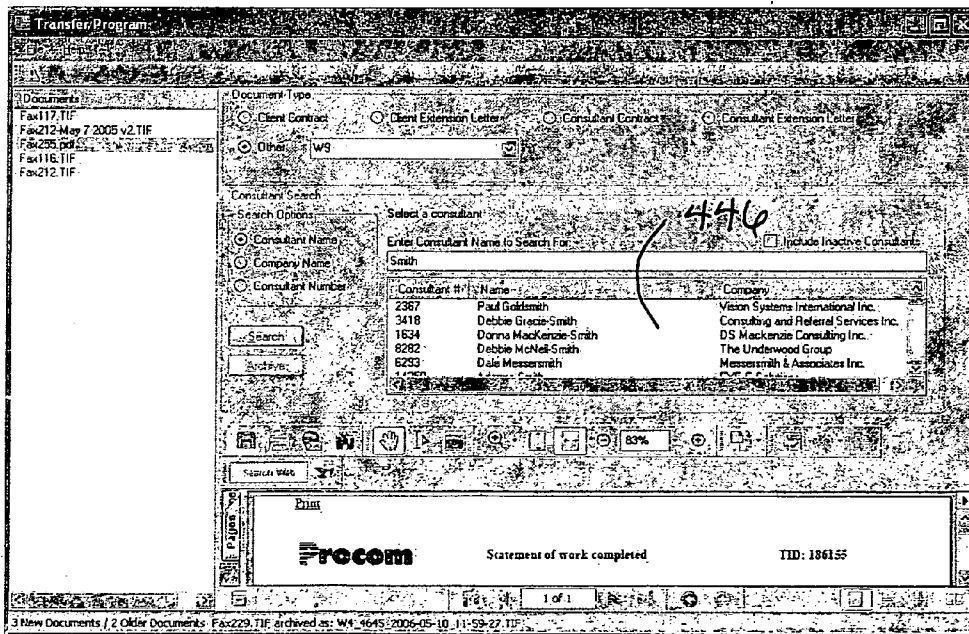 Transfer Program
Documents
Fax117.TIF
Fax212-May 7 2005 v2.TIF
Fax255.pdf
Fax116.TIF
Fax212.TIF
Document Type
Client Contract Client Extension Letter Consultant Contract Consultant Extension Letter
Other W9
Consultant Search
Search Options
Consultant Name
Company Name
Consultant Number
Search
Archive
Select a consultant
446
Enter Consultant Name to Search For Include Inactive Consultants
Smith
Consultant # Name Company
2367 Paul Goldsmith Vision Systems International Inc.
3418 Debbie Gracie-Smith Consulting and Referral Services Inc.
1634 Donna MacKenzie-Smith DS Mackenzie Consulting Inc.
8282 Debbie McNeil-Smith The Underwood Group
6253 Dale Messersmith Messersmith & Associates Inc.
83%
Search Web
Pages
Print
Procom Statement of work completed TID: 186155
1 of 1
3 New Documents / 2 Older Documents Fax229.TIF archived as: W4_4645_2006-05-10_11-59-27.TIF